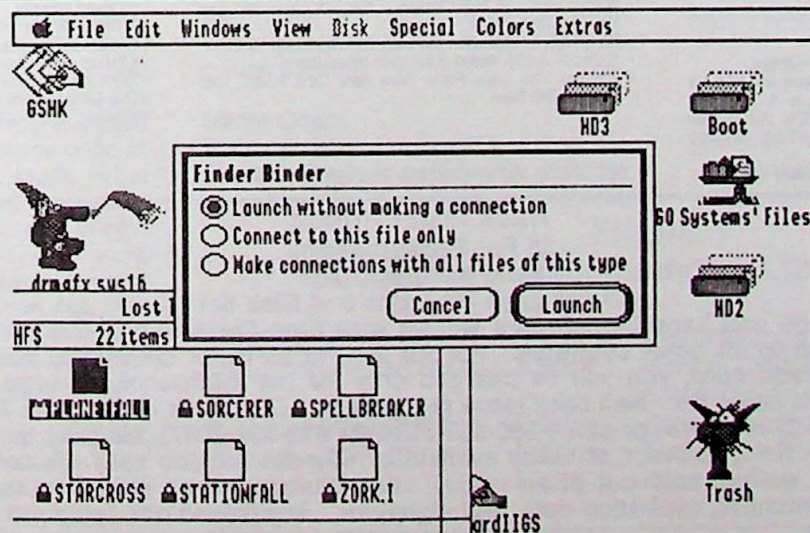 File Edit Windows View Disk Special Colors Extras
GSHK
HD3
Boot
Finder Binder
Launch without making a connection
Connect to this file only
Make connections with all files of this type
Cancel
Launch
GO Systems' Files
drmafx.sys16
Lost
HD2
HFS 22 items
PLANETFALL
SORCERER
SPELLBREAKER
STARCROSS
STATIONFALL
ZORK.I
ardIIGS
Trash